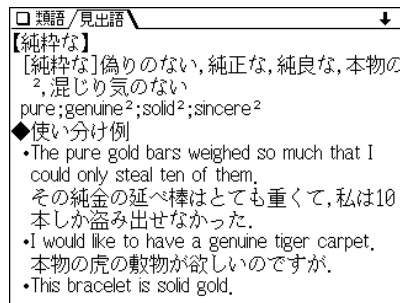 類語/見出語
【純粋な】
[純粋な]偽りのない,純正な,純良な,本物の
²,混じり気のない
pure;genuine²;solid²;sincere²
◆使い分け例
•The pure gold bars weighed so much that I
could only steal ten of them.
その純金の延べ棒はとても重くて,私は10
本しか盗み出せなかった.
•I would like to have a genuine tiger carpet.
本物の虎の敷物が欲しいのですが.
•This bracelet is solid gold.